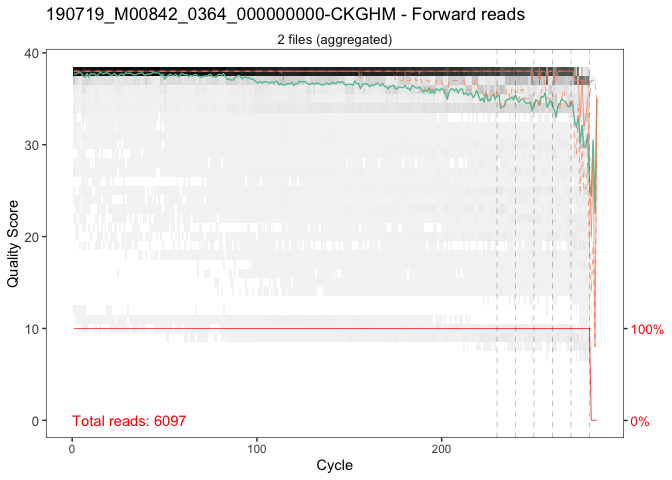 190719_M00842_0364_000000000-CKGHM - Forward reads
2 files (aggregated)
Quality Score
40
30
20
10
0
100%
0%
Total reads: 6097
0
100
200
Cycle